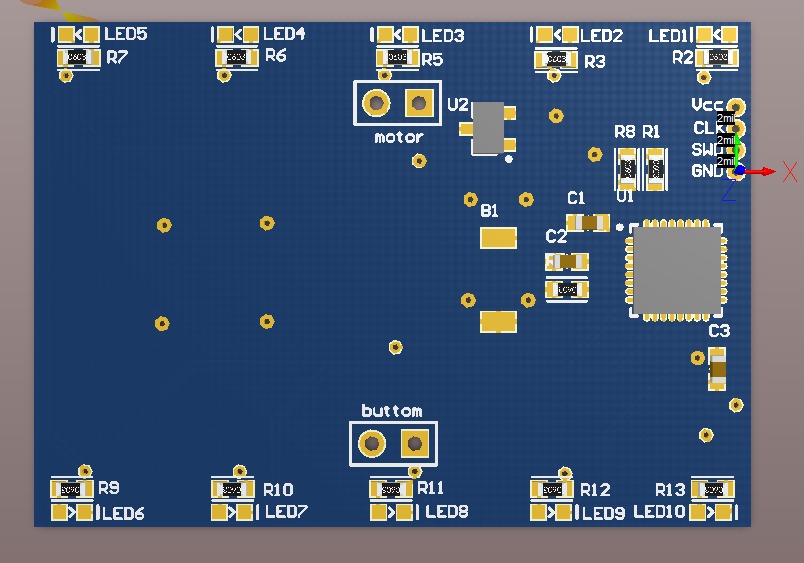 LED5 LED4 LED3 LED2 LED1
R7 R6 R5 R3 R2
motor
U2
Vcc
CLK
SWD
GND
2mil
2mil
2mil
X
Z
R8 R1
U1
C1
B1
C2
C3
buttom
R9 R10 R11 R12 R13
LED6 LED7 LED8 LED9 LED10
0603